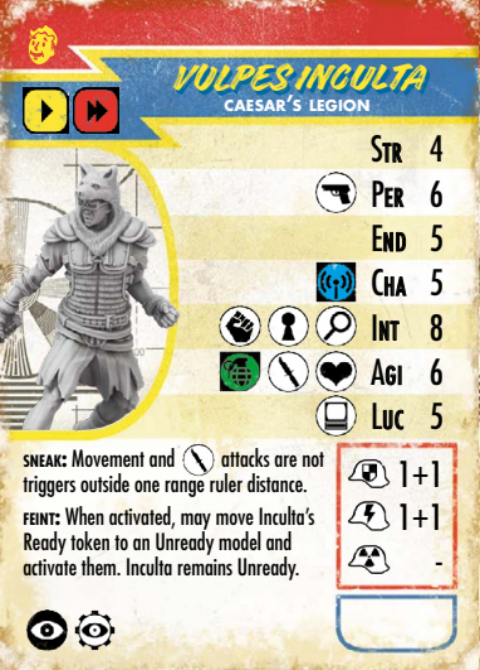 VULPES INCULTA
CAESAR'S LEGION
STR 4
PER 6
END 5
CHA 5
INT 8
AGI 6
LUC 5
SNEAK: Movement and attacks are not
triggers outside one range ruler distance.
FEINT: When activated, may move Inculta's
Ready token to an Unready model and
activate them. Inculta remains Unready.
1+1
1+1
-